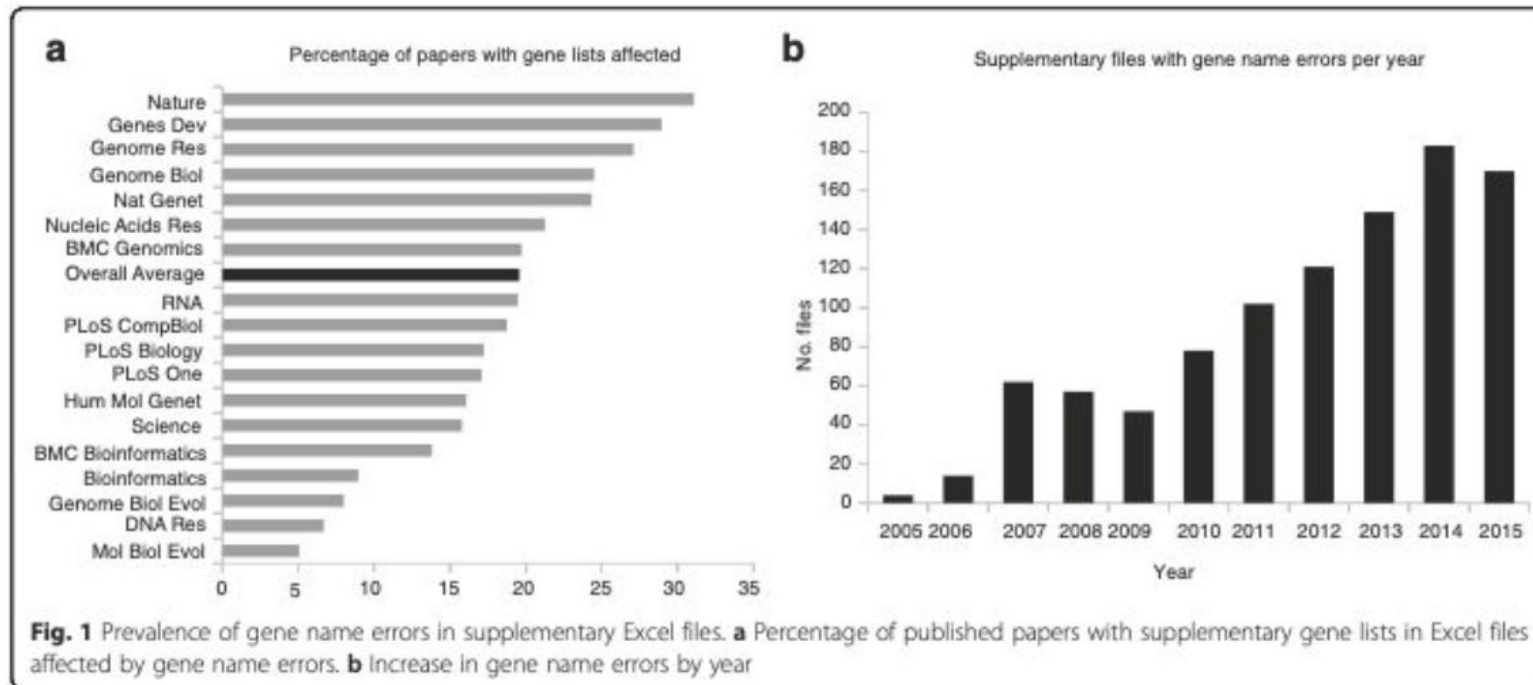 a
Percentage of papers with gene lists affected
Nature
Genes Dev
Genome Res
Genome Biol
Nat Genet
Nucleic Acids Res
BMC Genomics
Overall Average
RNA
PLoS CompBiol
PLoS Biology
PLoS One
Hum Mol Genet
Science
BMC Bioinformatics
Bioinformatics
Genome Biol Evol
DNA Res
Mol Biol Evol
0 5 10 15 20 25 30 35
b
Supplementary files with gene name errors per year
No. files
200
180
160
140
120
100
80
60
40
20
0
2005 2006 2007 2008 2009 2010 2011 2012 2013 2014 2015
Year
Fig. 1 Prevalence of gene name errors in supplementary Excel files. a Percentage of published papers with supplementary gene lists in Excel files
affected by gene name errors. b Increase in gene name errors by year